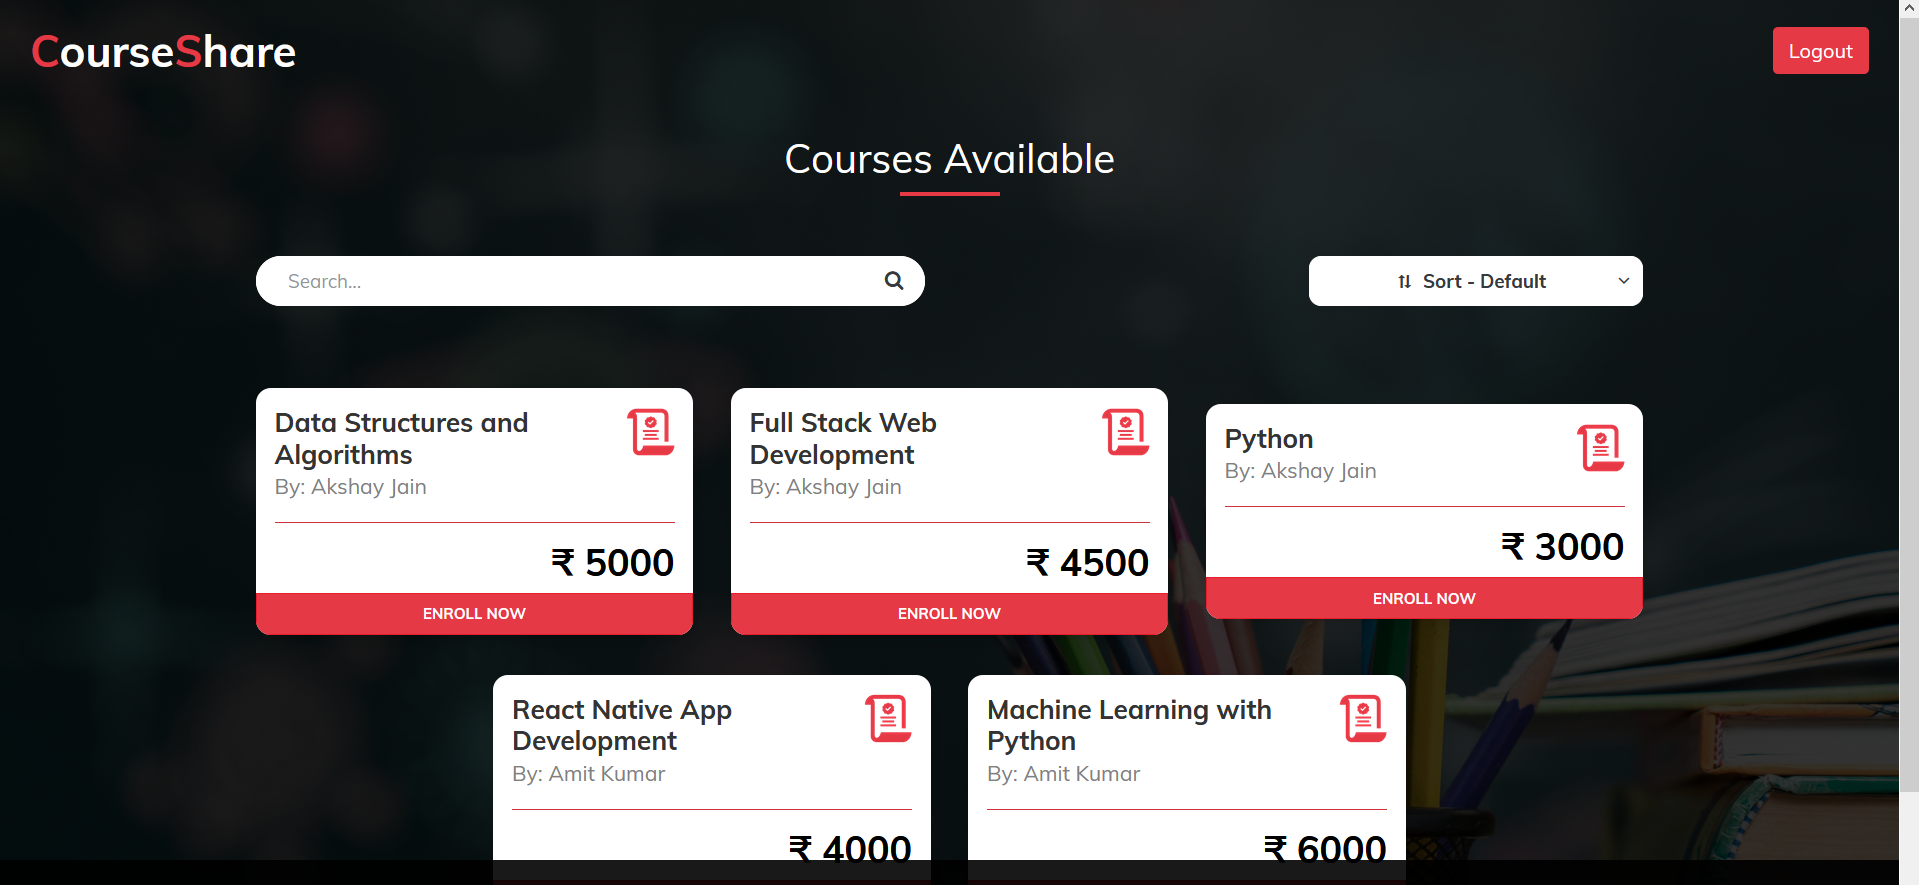 CourseShare
Logout
Courses Available
Search...
Sort - Default
Data Structures and
Algorithms
By: Akshay Jain
₹ 5000
ENROLL NOW
Full Stack Web
Development
By: Akshay Jain
₹ 4500
ENROLL NOW
Python
By: Akshay Jain
₹ 3000
ENROLL NOW
React Native App
Development
By: Amit Kumar
₹ 4000
Machine Learning with
Python
By: Amit Kumar
₹ 6000